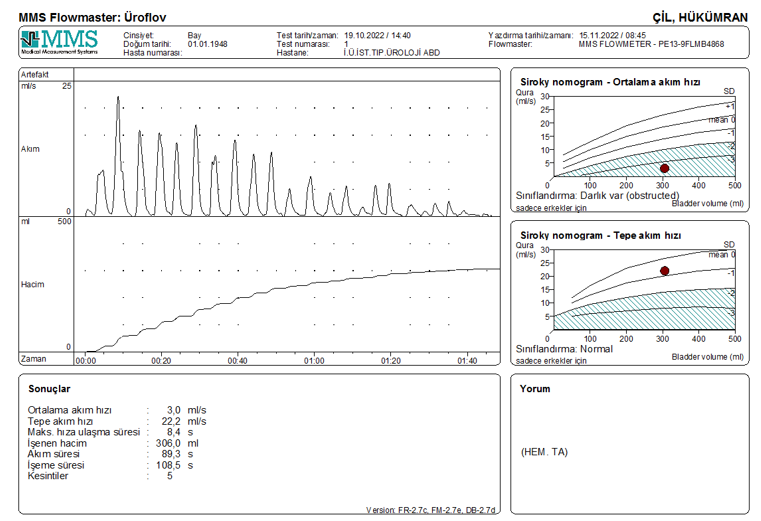 MMS Flowmaster: Üroflov
ÇİL, HÜKÜMRAN
MMS
Medical Measurement Systems
Cinsiyet: Bay
Doğum tarihi: 01.01.1948
Hasta numarası:
Test tarih/zaman: 19.10.2022 / 14:40
Test numarası: 1
Hastane: İ.Ü.İST.TIP.ÜROLOJİ ABD
Yazdırma tarihi/zamanı: 15.11.2022 / 08:45
Flowmaster: MMS FLOWMETER - PE13-9FLMB4868
Artefakt
ml/s 25
Akım
0
ml 500
Hacim
0
Zaman 00:00 00:20 00:40 01:00 01:20 01:40
Siroky nomogram - Ortalama akım hızı
Qura
(ml/s)
SD
30
25
20
15
10
5
+1
mean 0
-1
-2
-3
0 100 200 300 400 500
Sınıflandırma: Darlık var (obstructed)
Bladder volume (ml)
sadece erkekler için
Siroky nomogram - Tepe akım hızı
Qura
(ml/s)
SD
30
25
20
15
10
5
mean 0
-1
-2
-3
0 100 200 300 400 500
Sınıflandırma: Normal
Bladder volume (ml)
sadece erkekler için
Sonuçlar
Ortalama akım hızı : 3,0 ml/s
Tepe akım hızı : 22,2 ml/s
Maks. hıza ulaşma süresi : 8,4 s
İşenen hacim : 306,0 ml
Akım süresi : 89,3 s
İşeme süresi : 108,5 s
Kesintiler : 5
Version: FR-2.7c, FM-2.7e, DB-2.7d
Yorum
(HEM. TA)